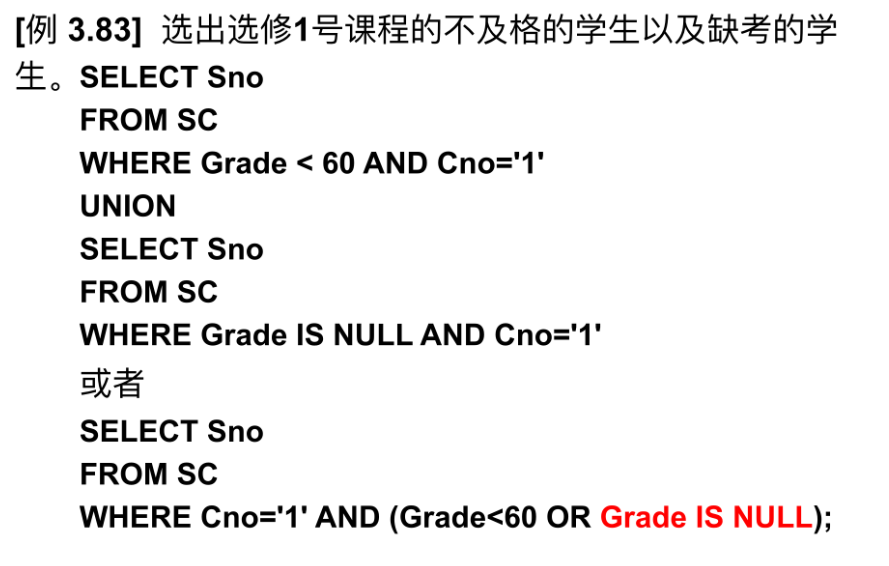 [例 3.83]  选出选修1号课程的不及格的学生以及缺考的学
生。SELECT Sno
FROM SC
WHERE Grade < 60 AND Cno='1'
UNION
SELECT Sno
FROM SC
WHERE Grade IS NULL AND Cno='1'
或者
SELECT Sno
FROM SC
WHERE Cno='1' AND (Grade<60 OR Grade IS NULL);